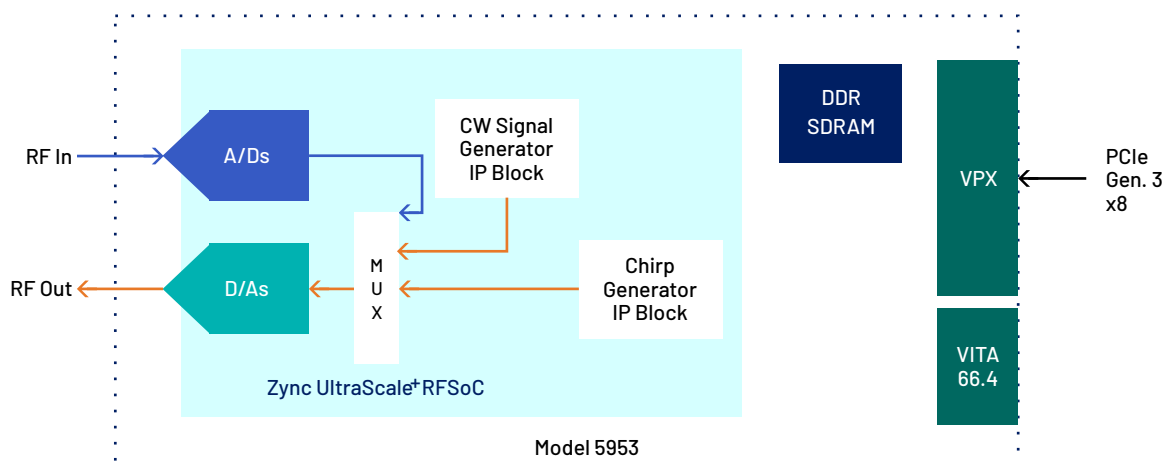 RF In
A/Ds
CW Signal
Generator
IP Block
DDR
SDRAM
VPX
PCIe
Gen. 3
x8
RF Out
D/As
M
U
X
Chirp
Generator
IP Block
VITA
66.4
Zync UltraScale+ RFSoC
Model 5953